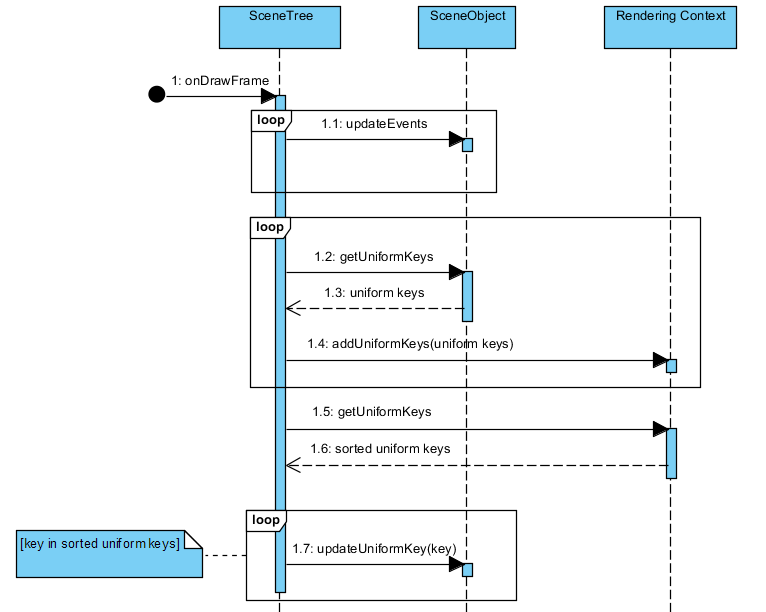 SceneTree
SceneObject
Rendering Context
1: onDrawFrame
loop
1.1: updateEvents
loop
1.2: getUniformKeys
1.3: uniform keys
1.4: addUniformKeys(uniform keys)
1.5: getUniformKeys
1.6: sorted uniform keys
loop
[key in sorted uniform keys]
1.7: updateUniformKey(key)